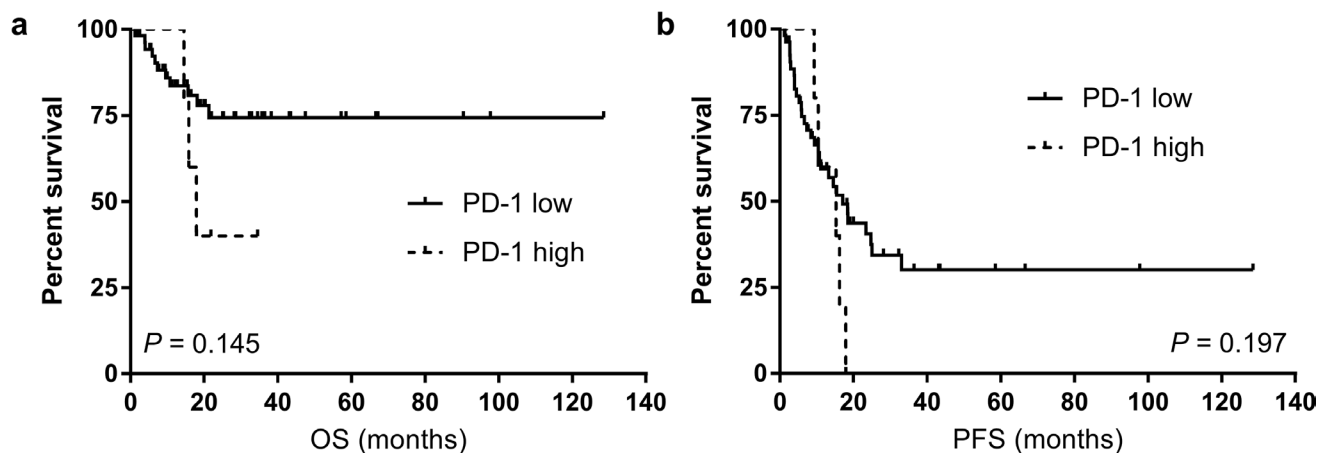 a
Percent survival
100
75
50
25
0
PD-1 low
PD-1 high
P = 0.145
0 20 40 60 80 100 120 140
OS (months)
b
Percent survival
100
75
50
25
0
PD-1 low
PD-1 high
P = 0.197
0 20 40 60 80 100 120 140
PFS (months)